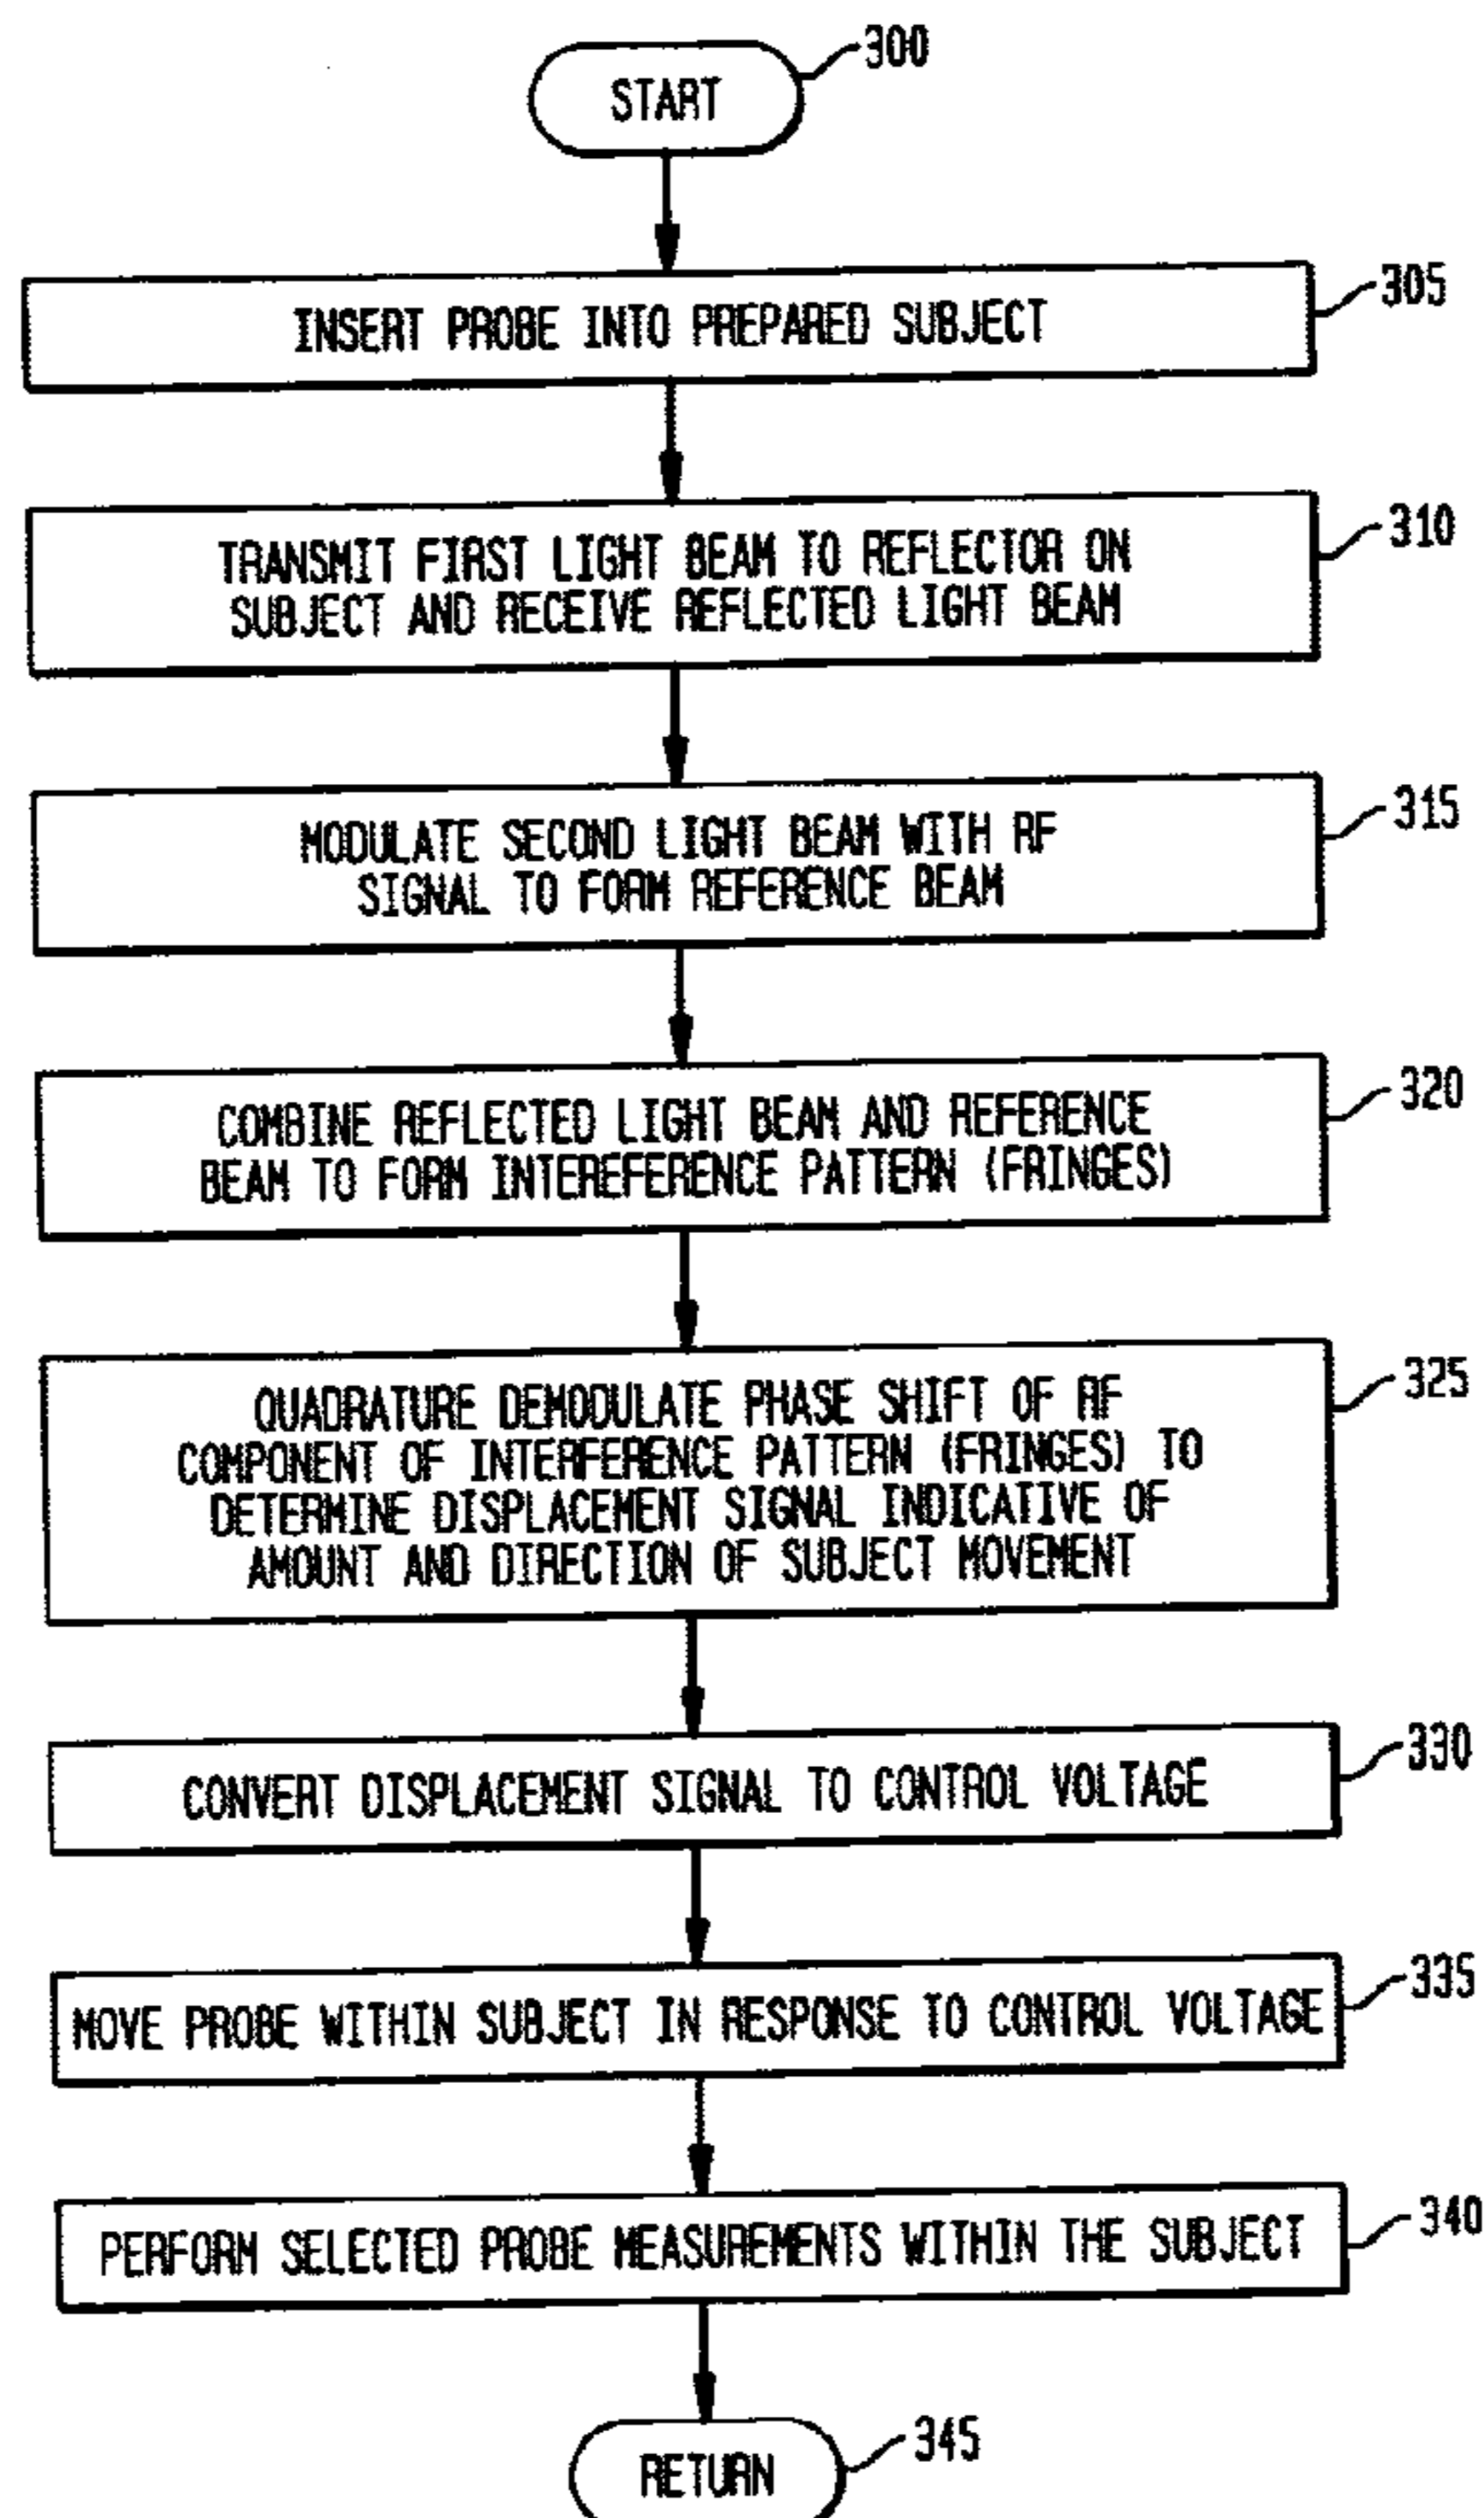 300
START
305
INSERT PROBE INTO PREPARED SUBJECT
310
TRANSMIT FIRST LIGHT BEAM TO REFLECTOR ON
SUBJECT AND RECEIVE REFLECTED LIGHT BEAM
315
MODULATE SECOND LIGHT BEAM WITH RF
SIGNAL TO FORM REFERENCE BEAM
320
COMBINE REFLECTED LIGHT BEAM AND REFERENCE
BEAM TO FORM INTEREFERENCE PATTERN (FRINGES)
325
QUADRATURE DEMODULATE PHASE SHIFT OF RF
COMPONENT OF INTERFERENCE PATTERN (FRINGES) TO
DETERMINE DISPLACEMENT SIGNAL INDICATIVE OF
AMOUNT AND DIRECTION OF SUBJECT MOVEMENT
330
CONVERT DISPLACEMENT SIGNAL TO CONTROL VOLTAGE
335
MOVE PROBE WITHIN SUBJECT IN RESPONSE TO CONTROL VOLTAGE
340
PERFORM SELECTED PROBE MEASUREMENTS WITHIN THE SUBJECT
345
RETURN